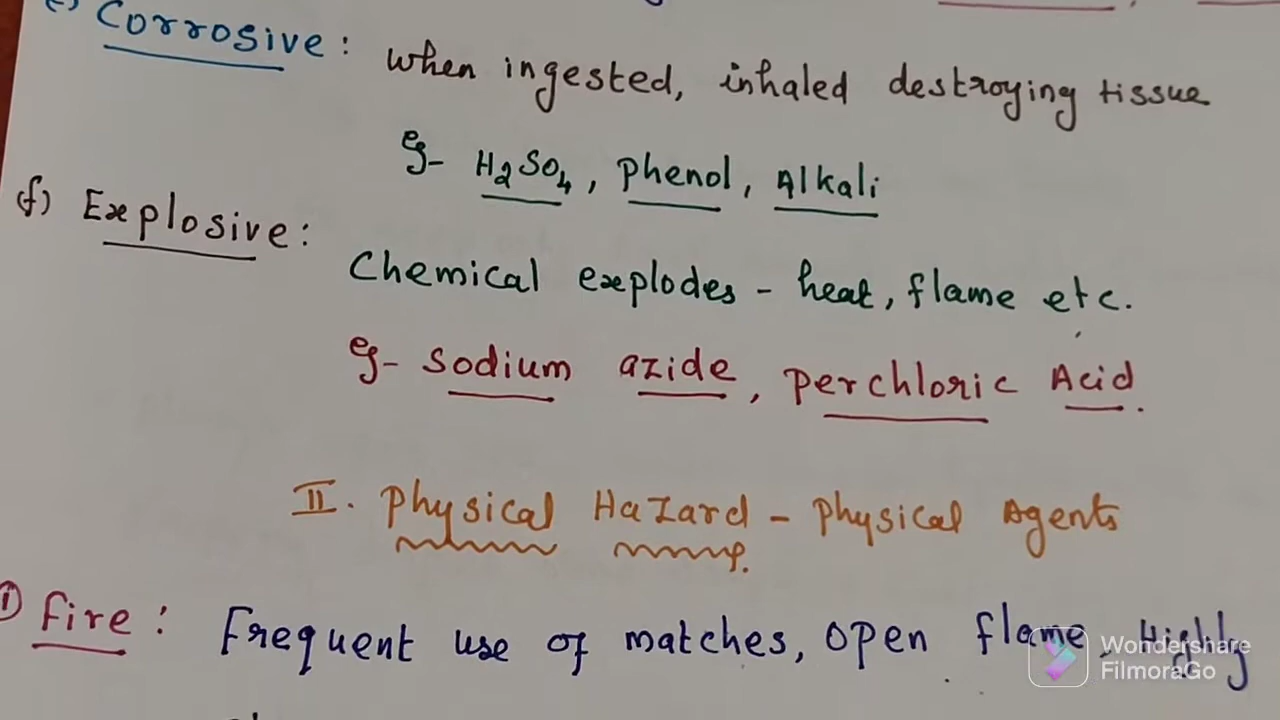 Corrosive: when ingested, inhaled destroying tissue
eg- H2SO4, phenol, Alkali
(f) Explosive:
Chemical explodes - heat, flame etc.
eg- Sodium azide, perchloric Acid.
II. Physical Hazard - Physical Agents
① Fire: Frequent use of matches, open flame, Highly
Wondershare
FilmoraGo